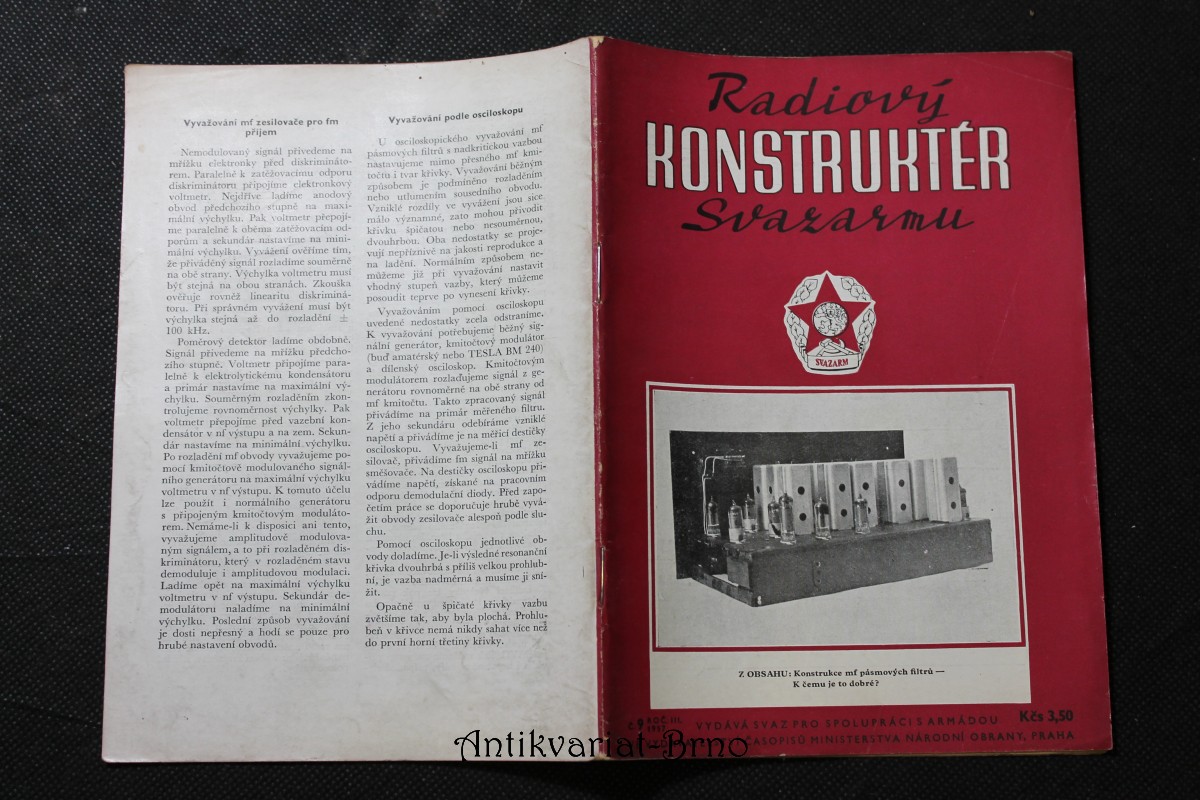 Vyvažování mf zesilovače pro fm
příjem
Nemodulovaný signál přivedeme na
mřížku elektronky před diskrimináto-
rem. Paralelně k zatěžovacímu odporu
diskriminátoru připojíme elektronkový
voltmetr. Nejdříve ladíme anodový
obvod předchozího stupně na maxi-
mální výchylku. Pak voltmetr přepojí-
me paralelně k oběma zatěžovacím od-
porům a sekundár nastavíme na mini-
mální výchylku. Vyvážení ověříme tím,
že přiváděný signál rozladíme souměrně
na obě strany. Výchylka voltmetru musí
být stejná na obou stranách. Zkouška
ověřuje rovněž linearitu diskriminá-
toru. Při správném vyvážení musí být
výchylka stejná až do rozladění ±
100 kHz.
Poměrový detektor ladíme obdobně.
Signál přivedeme na mřížku předcho-
zího stupně. Voltmetr připojíme para-
lelně k elektrolytickému kondensátoru
a primár nastavíme na maximální vý-
chylku. Souměrným rozladěním zkon-
trolujeme rovnoměrnost výchylky. Pak
voltmetr přepojíme před vazební kon-
densátor v nf výstupu a na zem. Sekun-
dár nastavíme na minimální výchylku.
Po rozladění mf obvody vyvažujeme po-
mocí kmitočtově modulovaného signál-
ního generátoru na maximální výchylku
voltmetru v nf výstupu. K tomuto účelu
lze použít i normálního generátoru
s připojeným kmitočtovým moduláto-
rem. Nemáme-li k disposici ani tento,
vyvažujeme amplitudově modulova-
ným signálem, a to při rozladěném dis-
kriminátoru, který v rozladěném stavu
demoduluje i amplitudovou modulaci.
Ladíme opět na maximální výchylku
voltmetru v nf výstupu. Sekundár de-
modulátoru naladíme na minimální
výchylku. Poslední způsob vyvažování
je dosti nepřesný a hodí se pouze pro
hrubé nastavení obvodů.
Vyvažování podle osciloskopu
U osciloskopického vyvažování mf
pásmových filtrů s nadkritickou vazbou
nastavujeme mimo přesného mf kmi-
točtu i tvar křivky. Vyvažování běžným
způsobem je podmíněno rozladěním
nebo utlumením sousedního obvodu.
Vzniklé rozdíly ve vyvážení jsou sice
málo významné, zato mohou přivodit
křivku špičatou nebo nesouměrnou,
dvouhrbou. Oba nedostatky se proje-
vují nepříznivě na jakosti reprodukce a
na ladění. Normálním způsobem ne-
můžeme již při vyvažování nastavit
vhodný stupeň vazby, který můžeme
posoudit teprve po vynesení křivky.
Vyvažováním pomocí osciloskopu
uvedené nedostatky zcela odstraníme.
K vyvažování potřebujeme běžný sig-
nální generátor, kmitočtový modulátor
(buď amatérský nebo TESLA BM 240)
a dílenský osciloskop. Kmitočtovým
modulátorem rozlaďujeme signál z ge-
nerátoru rovnoměrně na obě strany od
mf kmitočtu. Takto zpracovaný signál
přivádíme na primár měřeného filtru.
Z jeho sekundáru odebíráme vzniklé
napětí a přivádíme je na měřicí destičky
osciloskopu. Vyvažujeme-li mf ze-
silovač, přivádíme fm signál na mřížku
směšovače. Na destičky osciloskopu při-
vádíme napětí, získané na pracovním
odporu demodulační diody. Před zapo-
četím práce se doporučuje hrubě vyvá-
žit obvody zesilovače alespoň podle slu-
chu.
Pomocí osciloskopu jednotlivé ob-
vody doladíme. Je-li výsledné resonanční
křivka dvouhrbá s příliš velkou prohlub-
ní, je vazba nadměrná a musíme ji sní-
žit.
Opačně u špičaté křivky vazbu
zvětšíme tak, aby byla plochá. Prohlu-
beň v křivce nemá nikdy sahat více než
do první horní třetiny křivky.
Radiový
KONSTRUKTÉR
Svazarmu
SVAZARM
Z OBSAHU: Konstrukce mf pásmových filtrů —
K čemu je to dobré?
Č. 9 ROČ. III.
1957
VYDÁVÁ SVAZ PRO SPOLUPRÁCI S ARMÁDOU
Kčs 3,50
ČASOPISŮ MINISTERSTVA NÁRODNÍ OBRANY, PRAHA
Antikvariat-Brno